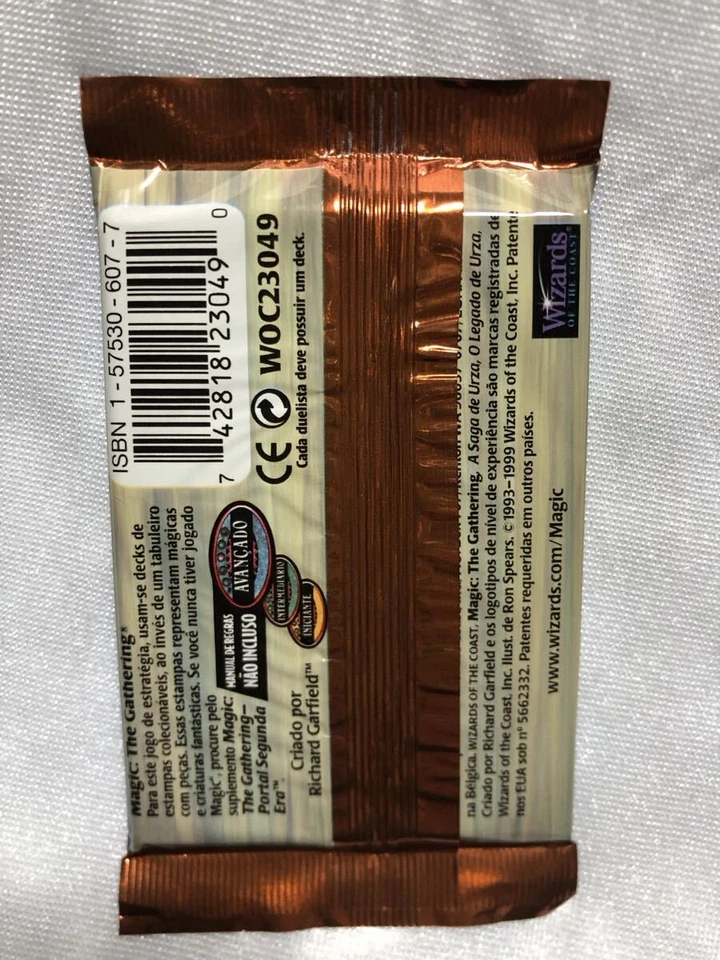 Magic: The Gathering®
Para este jogo de estratégia, usam-se decks de
estampas colecionáveis, ao invés de um tabuleiro
com peças. Essas estampas representam mágicas
e criaturas fantásticas. Se você nunca tiver jogado
Magic®, procure pelo
suplemento Magic:
The Gathering–
Portal Segunda
Era™
MANUAL DE REGRAS
NÃO INCLUSO
AVANÇADO
INTERMEDIÁRIO
INICIANTE
Criado por
Richard Garfield™
ISBN 1-57530-607-7
7 42818 23049 0
CE WOC23049
Cada duelista deve possuir um deck.
na Bélgica. WIZARDS OF THE COAST, Magic: The Gathering, A Saga de Urza, O Legado de Urza,
Criado por Richard Garfield e os logotipos de nível de experiência são marcas registradas de
Wizards of the Coast, Inc. Ilust. de Ron Spears. ©1993–1999 Wizards of the Coast, Inc. Patente
nos EUA sob nº 5662332. Patentes requeridas em outros países.
www.wizards.com/Magic
Wizards
OF THE COAST®